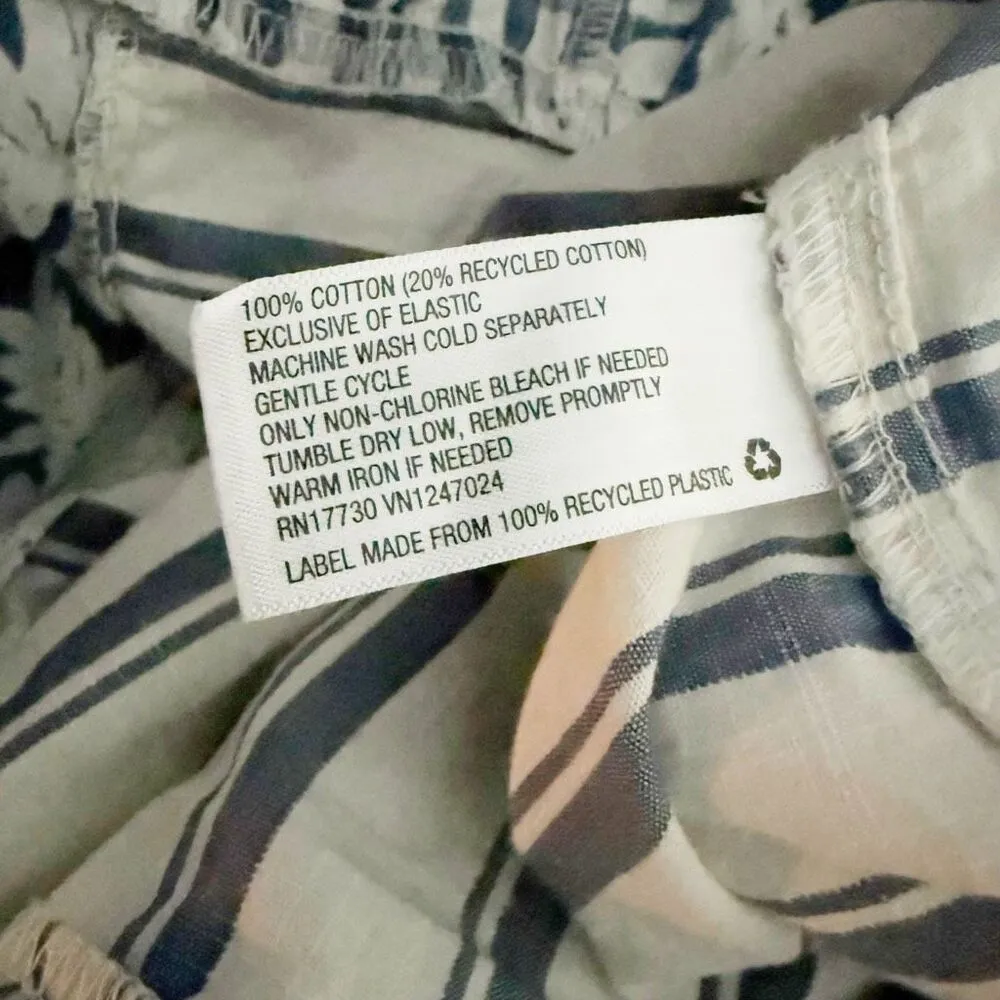 100% COTTON (20% RECYCLED COTTON)
EXCLUSIVE OF ELASTIC
MACHINE WASH COLD SEPARATELY
GENTLE CYCLE
ONLY NON-CHLORINE BLEACH IF NEEDED
TUMBLE DRY LOW, REMOVE PROMPTLY
WARM IRON IF NEEDED
RN17730 VN1247024
LABEL MADE FROM 100% RECYCLED PLASTIC